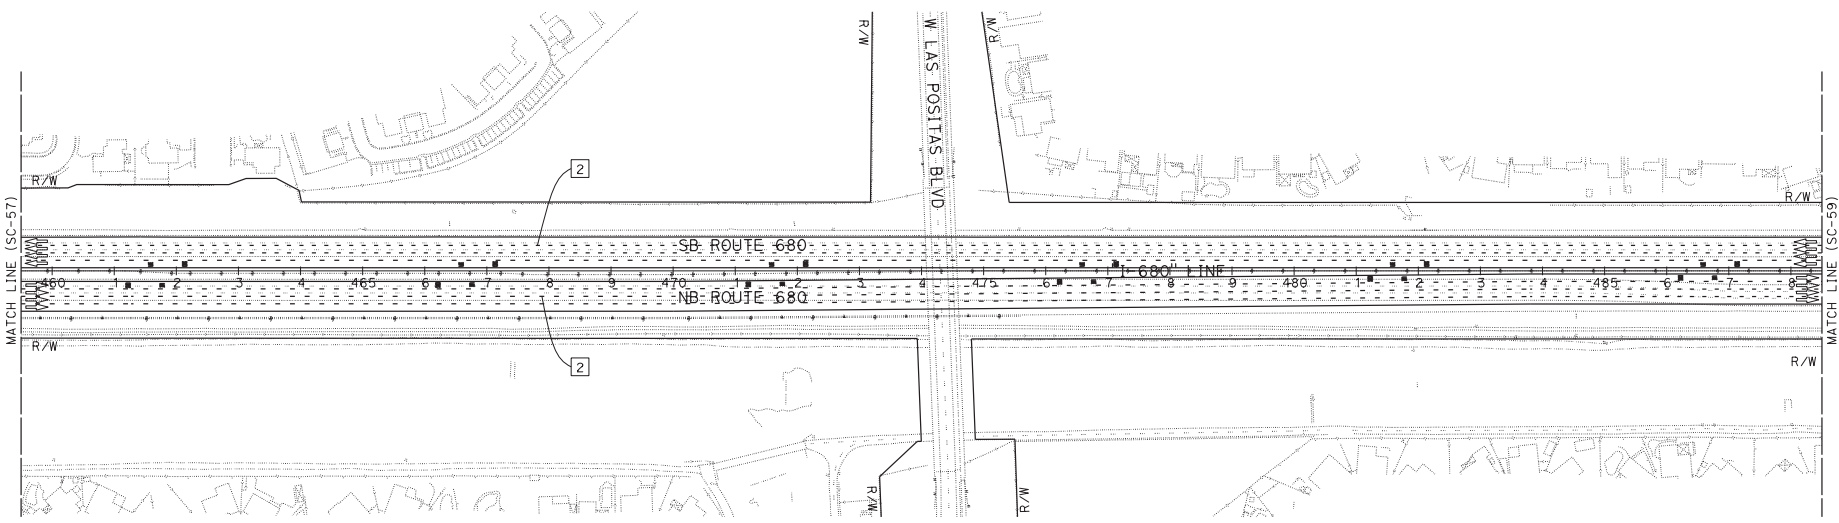 R/W
R/W
W LAS POSITAS BLVD
2
R/W
R/W
MATCH LINE (SC-57)
MATCH LINE (SC-59)
SB ROUTE 680
"I-680" LINE
460 1 2 3 4 465 6 7 8 9 470 1 2 3 4 475 6 7 8 9 480 1 2 3 4 485 6 7 8
NB ROUTE 680
R/W
R/W
2
R/W
R/W